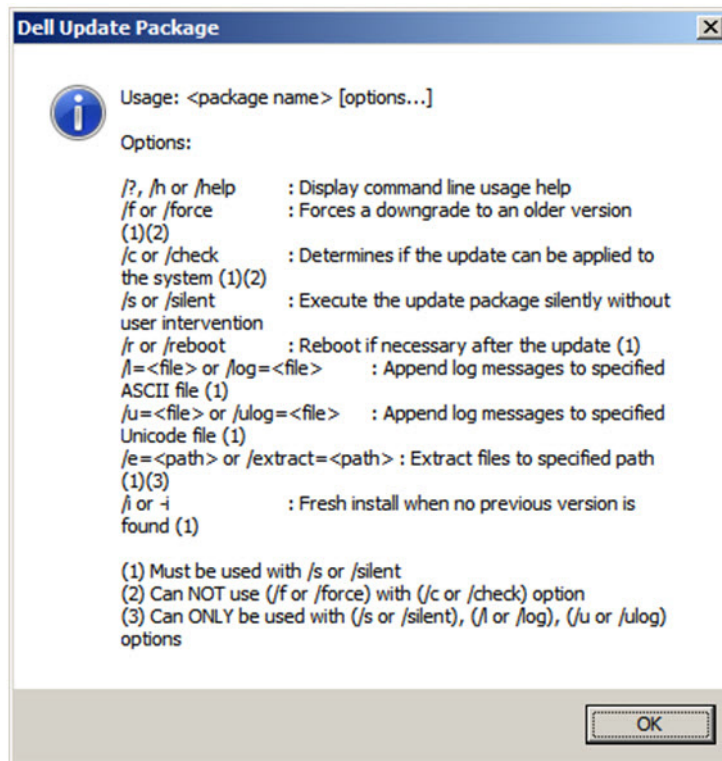 Dell Update Package
Usage: <package name> [options...]
Options:
/?, /h or /help : Display command line usage help
/f or /force : Forces a downgrade to an older version
(1)(2)
/c or /check : Determines if the update can be applied to
the system (1)(2)
/s or /silent : Execute the update package silently without
user intervention
/r or /reboot : Reboot if necessary after the update (1)
/l=<file> or /log=<file> : Append log messages to specified
ASCII file (1)
/u=<file> or /ulog=<file> : Append log messages to specified
Unicode file (1)
/e=<path> or /extract=<path> : Extract files to specified path
(1)(3)
/i or -i : Fresh install when no previous version is
found (1)
(1) Must be used with /s or /silent
(2) Can NOT use (/f or /force) with (/c or /check) option
(3) Can ONLY be used with (/s or /silent), (/l or /log), (/u or /ulog)
options
OK